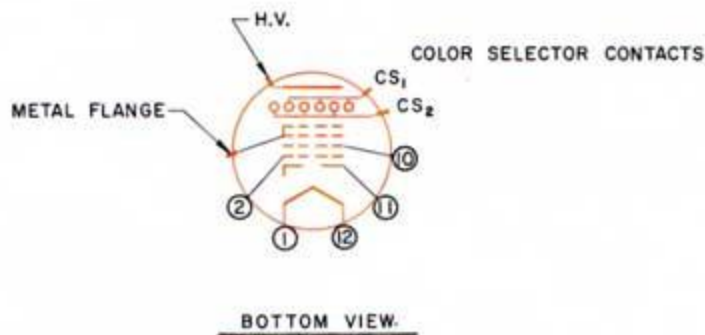 H.V.
COLOR SELECTOR CONTACTS
CS₁
CS₂
METAL FLANGE
10
2
11
1
12
BOTTOM VIEW.